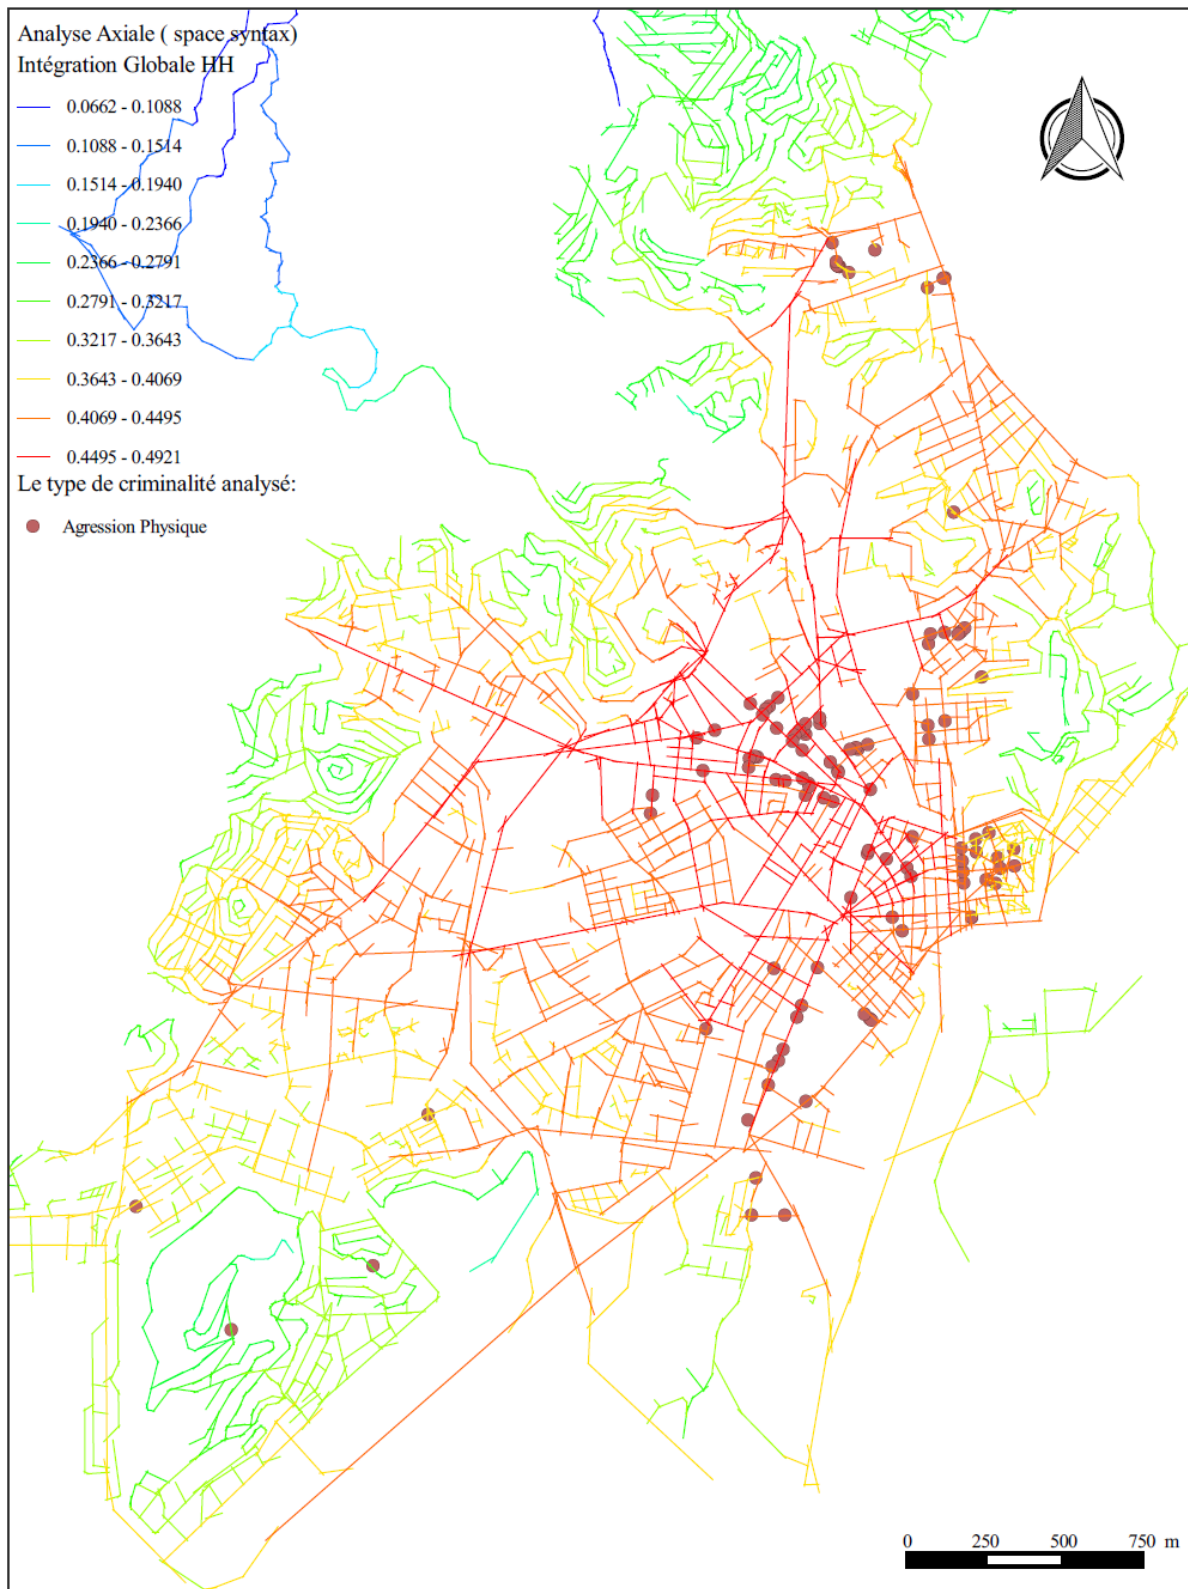 Analyse Axiale ( space syntax)
Intégration Globale HH
0.0662 - 0.1088
0.1088 - 0.1514
0.1514 - 0.1940
0.1940 - 0.2366
0.2366 - 0.2791
0.2791 - 0.3217
0.3217 - 0.3643
0.3643 - 0.4069
0.4069 - 0.4495
0.4495 - 0.4921
Le type de criminalité analysé:
Agression Physique
0 250 500 750 m